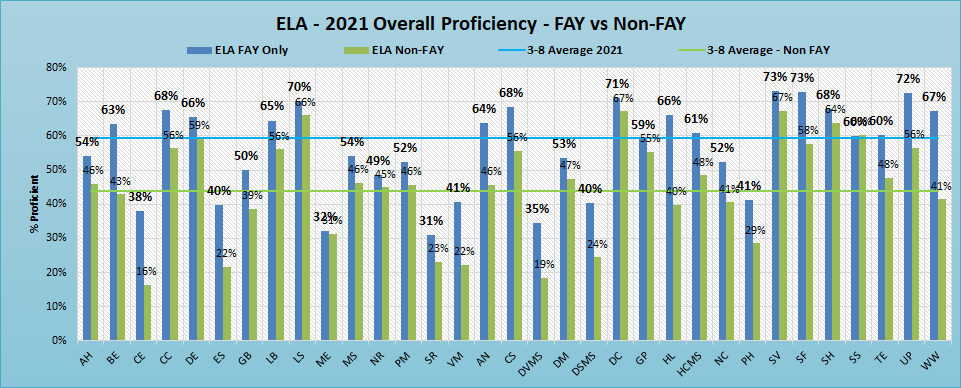 ELA - 2021 Overall Proficiency - FAY vs Non-FAY
ELA FAY Only ELA Non-FAY 3-8 Average 2021 3-8 Average - Non FAY
% Proficient
80%
70%
60%
50%
40%
30%
20%
10%
0%
54% 63% 38% 68% 66% 40% 50% 65% 70% 32% 54% 49% 52% 31% 41% 64% 68% 35% 53% 40% 71% 59% 66% 61% 52% 41% 73% 73% 68% 60% 60% 72% 67%
46% 43% 16% 56% 59% 22% 39% 56% 66% 31% 46% 45% 46% 23% 22% 46% 56% 19% 47% 24% 67% 55% 40% 48% 41% 29% 67% 58% 64% 60% 48% 56% 41%
AH BE CE CC DE ES GB LB LS ME MS NR PM SR VM AN CS DVMS DM DSMS DC GP HL HCMS NC PH SV SF SH SS TE UP WW